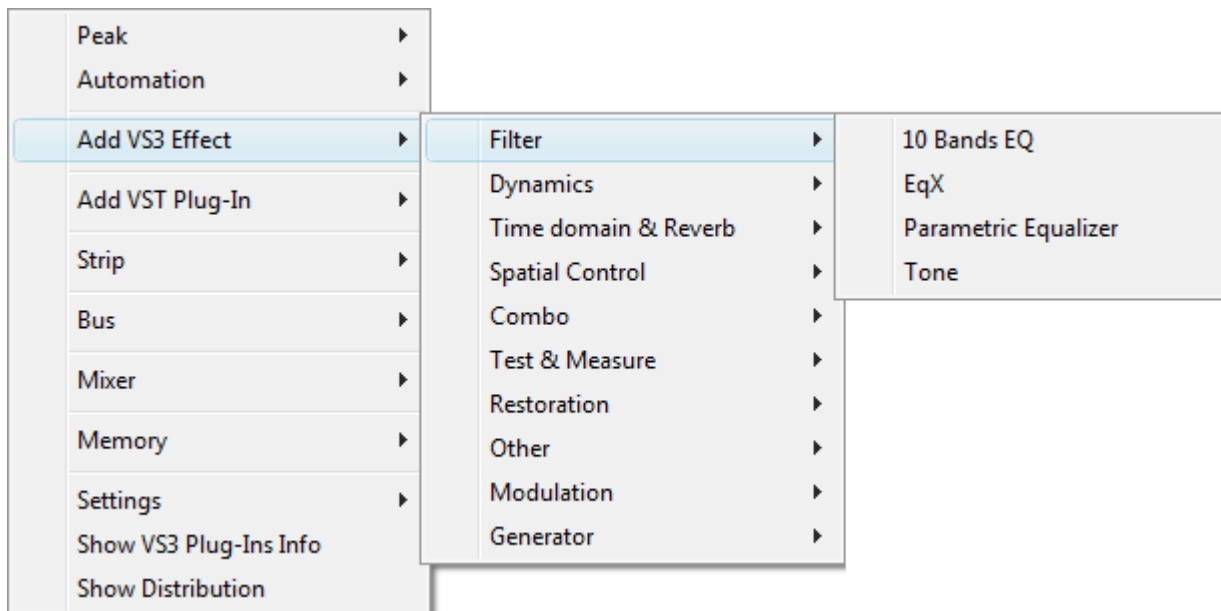 Peak
Automation
Add VS3 Effect
Add VST Plug-In
Strip
Bus
Mixer
Memory
Settings
Show VS3 Plug-Ins Info
Show Distribution
Filter
Dynamics
Time domain & Reverb
Spatial Control
Combo
Test & Measure
Restoration
Other
Modulation
Generator
10 Bands EQ
EqX
Parametric Equalizer
Tone